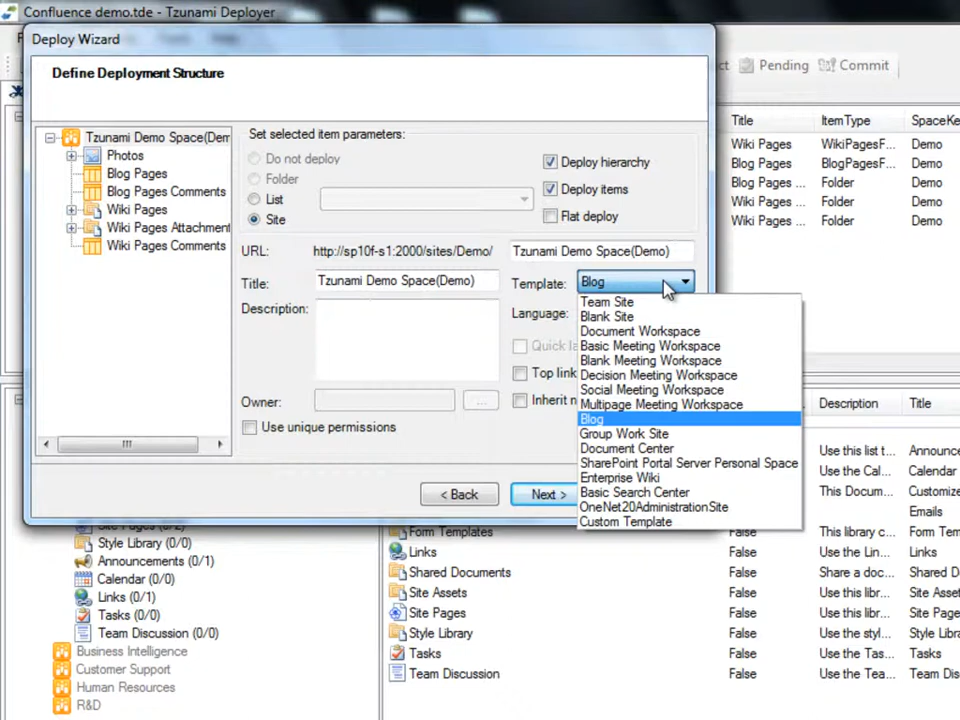 Confluence demo.tde - Tzunami Deployer
Deploy Wizard
Define Deployment Structure
Pending
Commit
Tzunami Demo Space(Dem
Photos
Blog Pages
Blog Pages Comments
Wiki Pages
Wiki Pages Attachment
Wiki Pages Comments
Set selected item parameters:
Do not deploy
Folder
List
Site
Deploy hierarchy
Deploy items
Flat deploy
URL: http://sp10f-s1:2000/sites/Demo/ Tzunami Demo Space(Demo)
Title: Tzunami Demo Space(Demo)
Template: Blog
Description:
Language:
Quick la
Top link
Inherit n
Owner: ...
Use unique permissions
< Back
Next >
Team Site
Blank Site
Document Workspace
Basic Meeting Workspace
Blank Meeting Workspace
Decision Meeting Workspace
Social Meeting Workspace
Multipage Meeting Workspace
Blog
Group Work Site
Document Center
SharePoint Portal Server Personal Space
Enterprise Wiki
Basic Search Center
OneNet20AdministrationSite
Custom Template
Title ItemType SpaceKe
Wiki Pages WikiPagesF... Demo
Blog Pages BlogPagesF... Demo
Blog Pages ... Folder Demo
Wiki Pages ... Folder Demo
Wiki Pages ... Folder Demo
Description Title
Use this list t... Announce
Use the Cal... Calendar
This Docum... Customize
Emails
Form Templates False This library c... Form Tem
Links False Use the Lin... Links
Shared Documents False Share a doc... Shared D
Site Assets False Use this libr... Site Asset
Site Pages False Use this libr... Site Page
Style Library False Use the styl... Style Libra
Tasks False Use the Tas... Tasks
Team Discussion False Use the Tea... Team Dis
Site Pages (2/0)
Style Library (0/0)
Announcements (1/1)
Calendar (0/0)
Links (1/1)
Tasks (0/0)
Team Discussion (0/0)
Business Intelligence
Customer Support
Human Resources
R&D